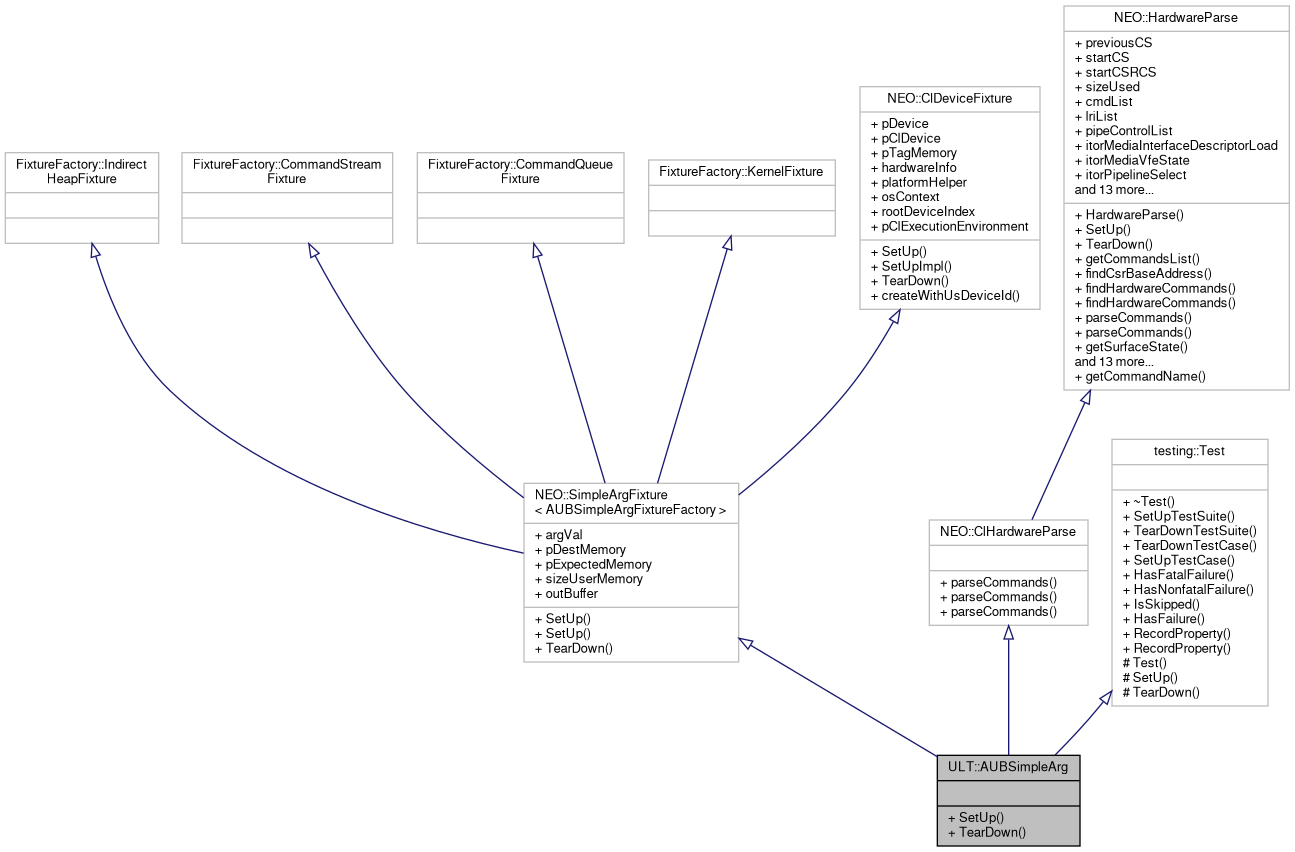 NEO::HardwareParse
+ previousCS
+ startCS
+ startCSRCS
+ sizeUsed
+ cmdList
+ lriList
+ pipeControlList
+ itorMediaInterfaceDescriptorLoad
+ itorMediaVfeState
+ itorPipelineSelect
and 13 more...
+ HardwareParse()
+ SetUp()
+ TearDown()
+ getCommandsList()
+ findCsrBaseAddress()
+ findHardwareCommands()
+ findHardwareCommands()
+ parseCommands()
+ parseCommands()
+ getSurfaceState()
and 13 more...
+ getCommandName()
NEO::ClDeviceFixture
+ pDevice
+ pClDevice
+ pTagMemory
+ hardwareInfo
+ platformHelper
+ osContext
+ rootDeviceIndex
+ pClExecutionEnvironment
+ SetUp()
+ SetUpImpl()
+ TearDown()
+ createWithUsDeviceId()
FixtureFactory::Indirect
HeapFixture
FixtureFactory::CommandStream
Fixture
FixtureFactory::CommandQueue
Fixture
FixtureFactory::KernelFixture
NEO::SimpleArgFixture
< AUBSimpleArgFixtureFactory >
+ argVal
+ pDestMemory
+ pExpectedMemory
+ sizeUserMemory
+ outBuffer
+ SetUp()
+ SetUp()
+ TearDown()
NEO::ClHardwareParse
+ parseCommands()
+ parseCommands()
+ parseCommands()
testing::Test
+ ~Test()
+ SetUpTestSuite()
+ TearDownTestSuite()
+ TearDownTestCase()
+ SetUpTestCase()
+ HasFatalFailure()
+ HasNonfatalFailure()
+ IsSkipped()
+ HasFailure()
+ RecordProperty()
+ RecordProperty()
# Test()
# SetUp()
# TearDown()
ULT::AUBSimpleArg
+ SetUp()
+ TearDown()